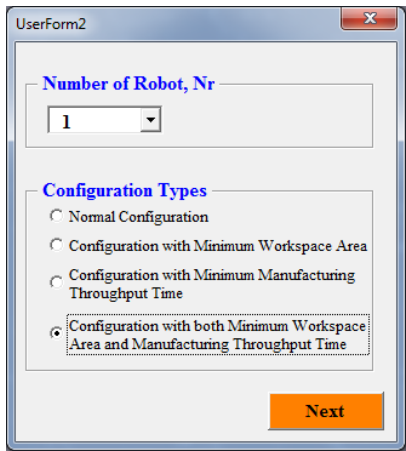 UserForm2
Number of Robot, Nr
1
Configuration Types
Normal Configuration
Configuration with Minimum Workspace Area
Configuration with Minimum Manufacturing
Throughput Time
Configuration with both Minimum Workspace
Area and Manufacturing Throughput Time
Next